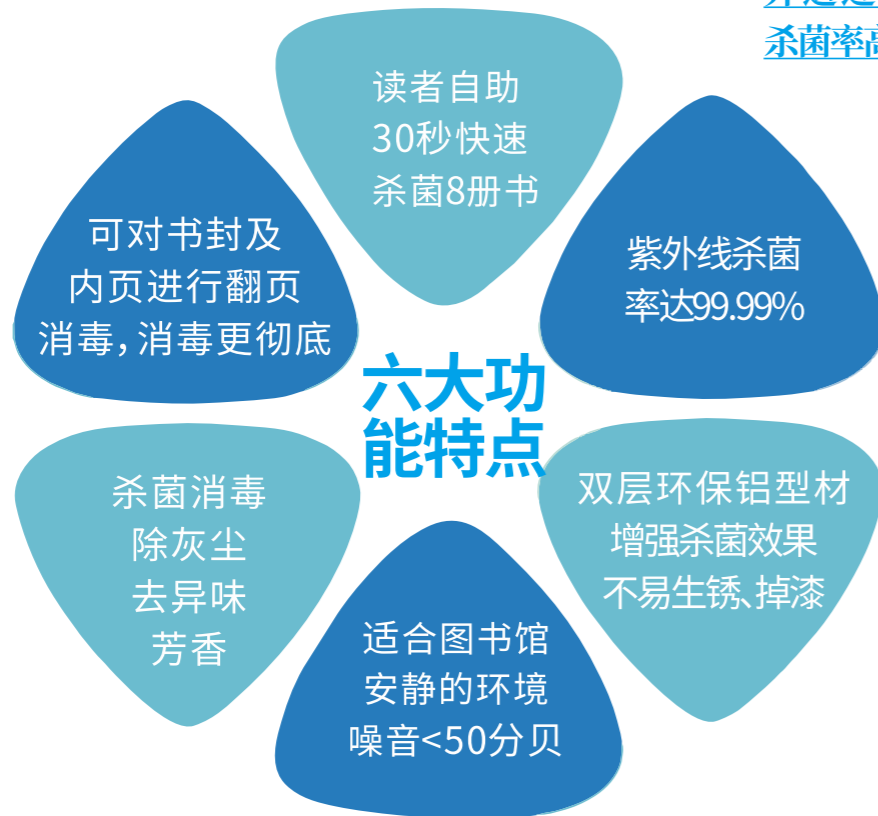 杀菌率高
读者自助
30秒快速
杀菌8册书
可对书封及
内页进行翻页
消毒，消毒更彻底
紫外线杀菌
率达99.99%
六大功
能特点
杀菌消毒
除灰尘
去异味
芳香
双层环保铝型材
增强杀菌效果
不易生锈、掉漆
适合图书馆
安静的环境
噪音<50分贝